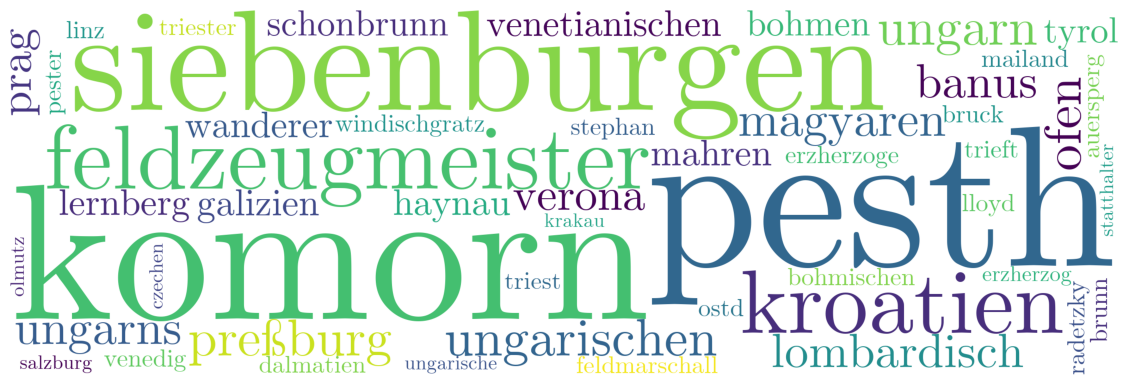 prag
linz
triester
schonbrunn
venetianischen
bohmen
ungarn
tyrol
pester
siebenburgen
mailand
banus
auersperg
wanderer
windischgratz
stephan
magyaren
bruck
ofen
feldzeugmeister
mahren
erzherzoge
trieft
statthalter
lernberg
galizien
haynau
verona
krakau
pesth
lloyd
olmutz
komorn
czechen
triest
bohmischen
erzherzog
ostd
kroatien
radetzky
brunn
ungarns
preßburg
ungarischen
lombardisch
salzburg
venedig
dalmatien
ungarische
feldmarschall